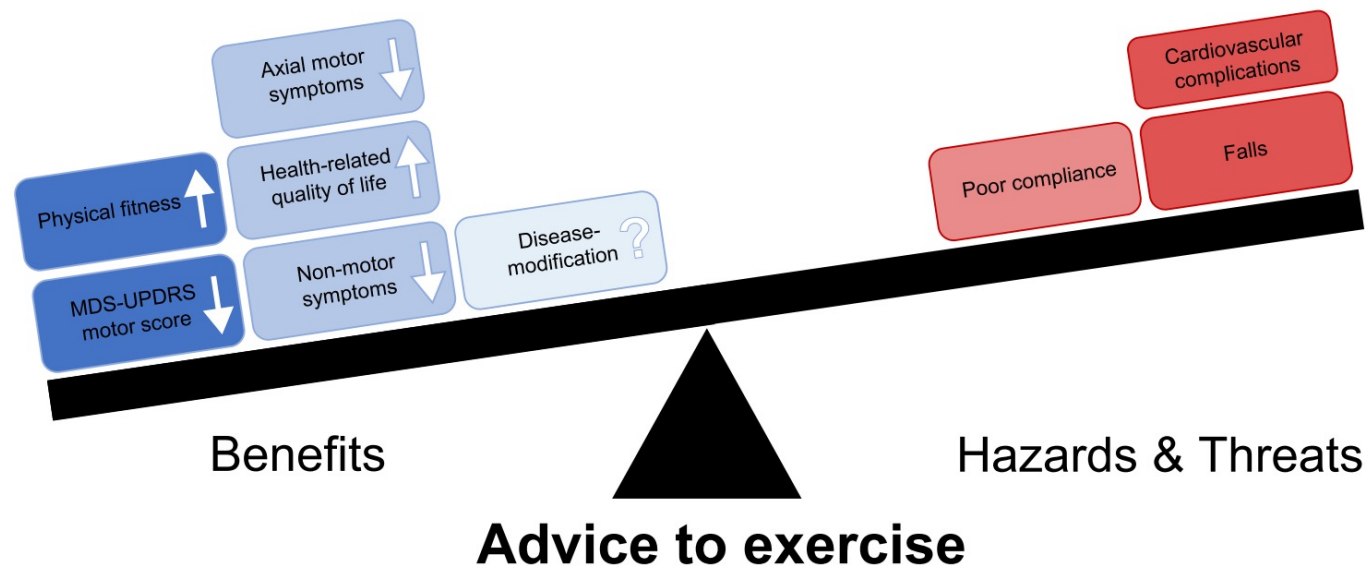 Axial motor
symptoms
Physical fitness
Health-related
quality of life
MDS-UPDRS
motor score
Non-motor
symptoms
Disease-
modification
?
Cardiovascular
complications
Poor compliance
Falls
Benefits
Hazards & Threats
Advice to exercise